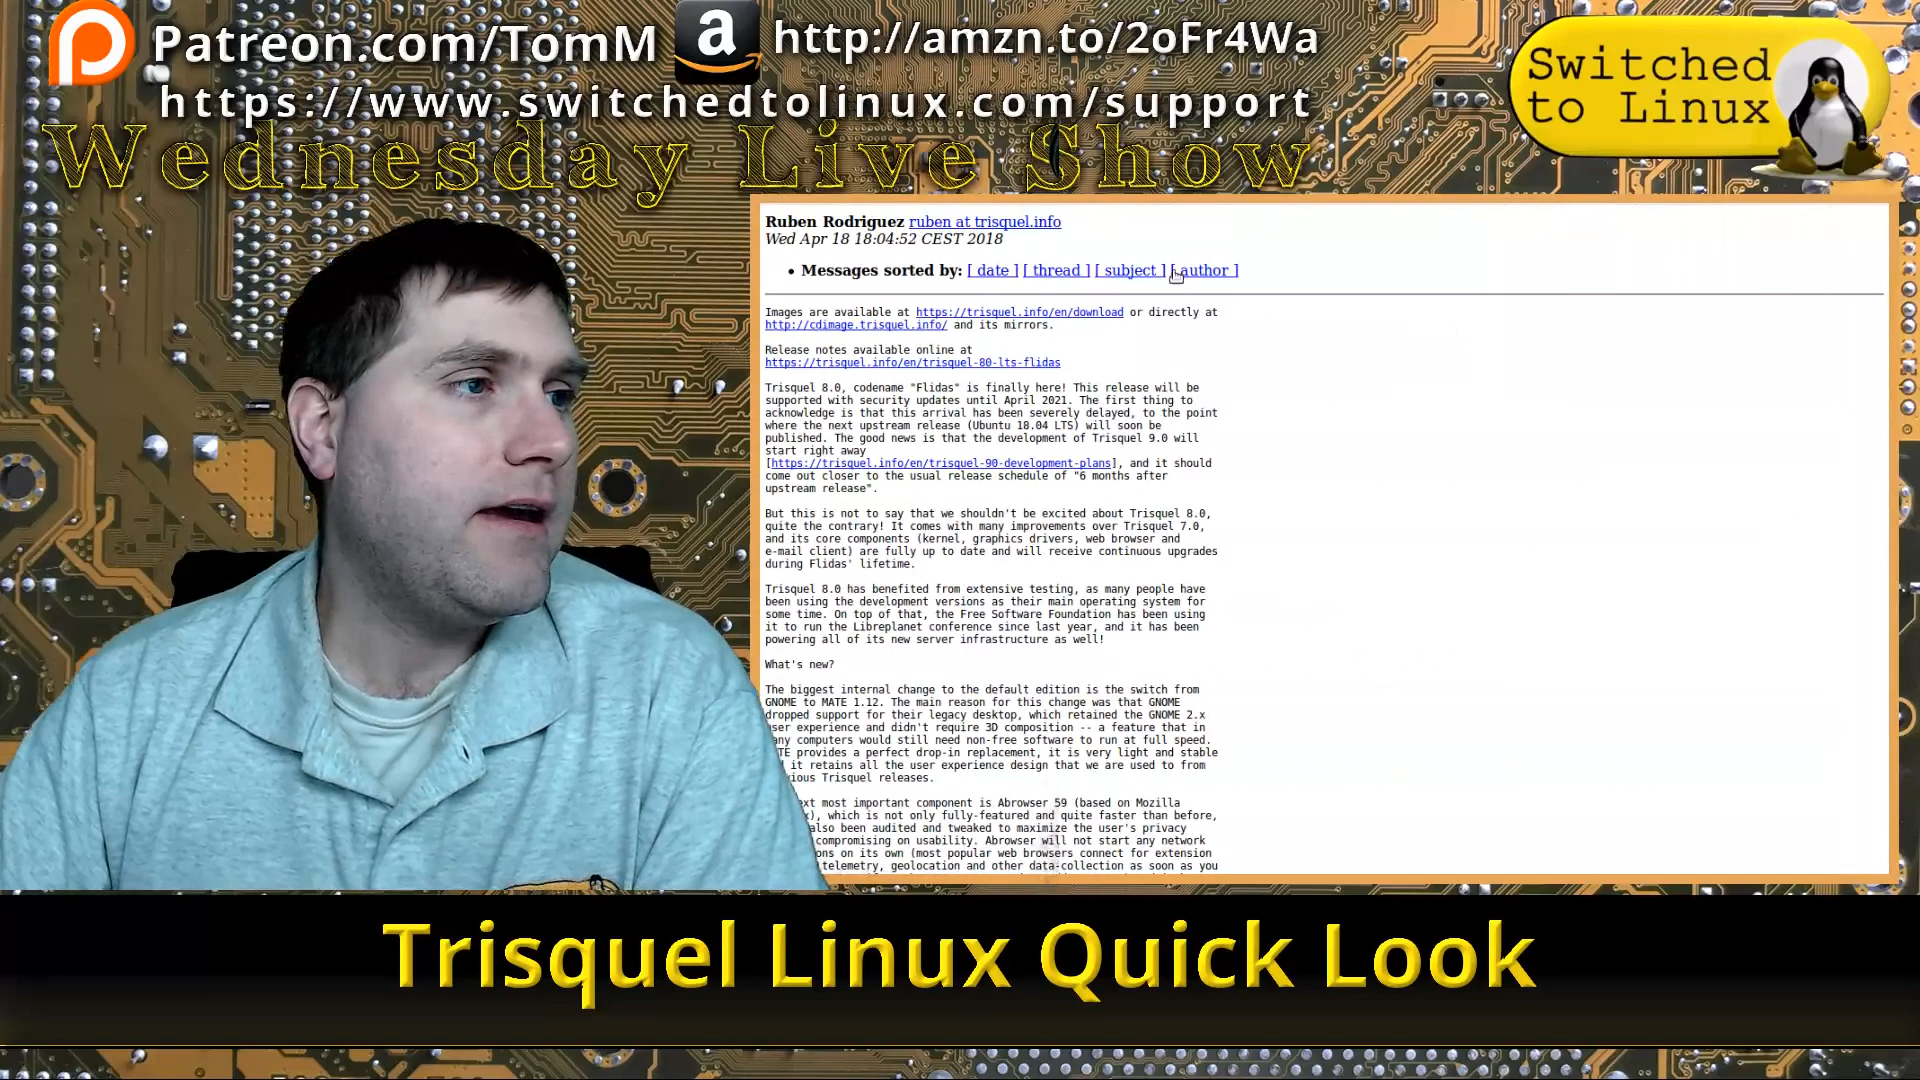 Patreon.com/TomM
a
http://amzn.to/2oFr4Wa
https://www.switchedtolinux.com/support
Wednesday Live Show
Switched
to Linux
Ruben Rodriguez ruben at trisquel.info
Wed Apr 18 18:04:52 CEST 2018
• Messages sorted by: [ date ] [ thread ] [ subject ] [ author ]
Images are available at https://trisquel.info/en/download or directly at
http://cdimage.trisquel.info/ and its mirrors.
Release notes available online at
https://trisquel.info/en/trisquel-80-lts-flidas
Trisquel 8.0, codename "Flidas" is finally here! This release will be
supported with security updates until April 2021. The first thing to
acknowledge is that this arrival has been severely delayed, to the point
where the next upstream release (Ubuntu 18.04 LTS) will soon be
published. The good news is that the development of Trisquel 9.0 will
start right away
[https://trisquel.info/en/trisquel-90-development-plans], and it should
come out closer to the usual release schedule of "6 months after
upstream release".
But this is not to say that we shouldn't be excited about Trisquel 8.0,
quite the contrary! It comes with many improvements over Trisquel 7.0,
and its core components (kernel, graphics drivers, web browser and
e-mail client) are fully up to date and will receive continuous upgrades
during Flidas' lifetime.
Trisquel 8.0 has benefited from extensive testing, as many people have
been using the development versions as their main operating system for
some time. On top of that, the Free Software Foundation has been using
it to run the Libreplanet conference since last year, and it has been
powering all of its new server infrastructure as well!
What's new?
The biggest internal change to the default edition is the switch from
GNOME to MATE 1.12. The main reason for this change was that GNOME
dropped support for their legacy desktop, which retained the GNOME 2.x
user experience and didn't require 3D composition -- a feature that in
any computers would still need non-free software to run at full speed.
TE provides a perfect drop-in replacement, it is very light and stable
it retains all the user experience design that we are used to from
ious Trisquel releases.
ext most important component is Abrowser 59 (based on Mozilla
x), which is not only fully-featured and quite faster than before,
also been audited and tweaked to maximize the user's privacy
compromising on usability. Abrowser will not start any network
ons on its own (most popular web browsers connect for extension
telemetry, geolocation and other data-collection as soon as you
Trisquel Linux Quick Look